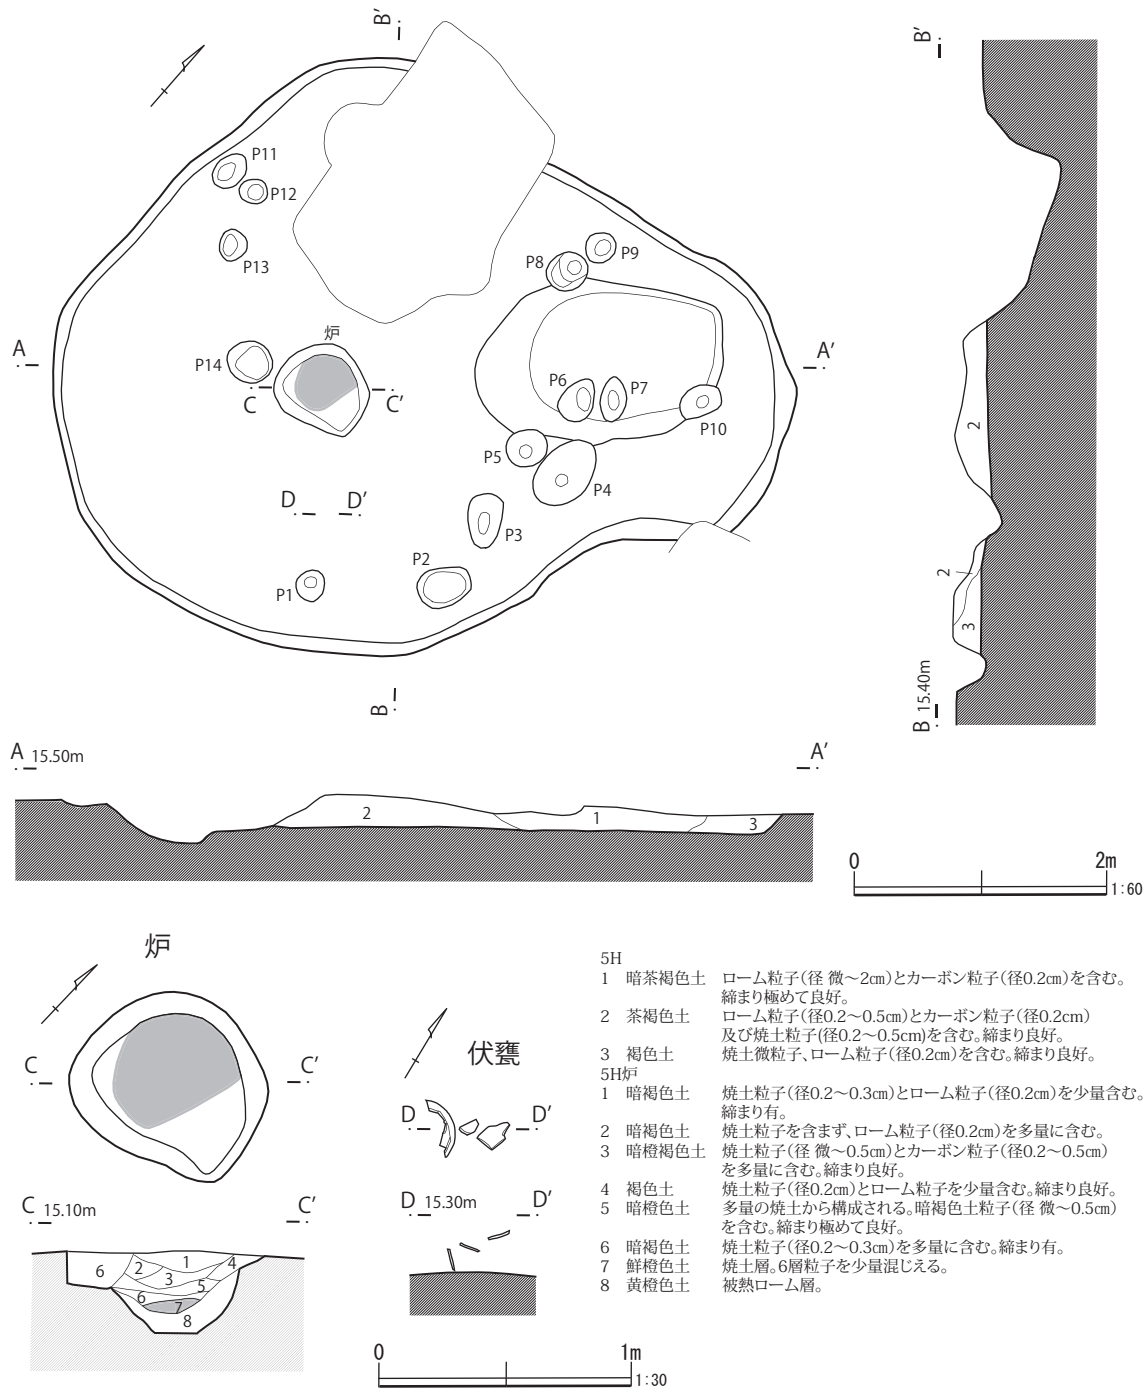 B′
B′
P11
P12
P13
P8
P9
炉
A
A′
P14
C
C′
P6
P7
P10
P5
P4
D
D′
P3
P2
P1
2
2
3
B
B 15.40m
A 15.50m
A′
2
1
3
0
2m
1:60
炉
C
C′
伏甕
D
D′
C 15.10m
C′
D 15.30m
D′
6
2
1
4
3
5
6
7
8
0
1m
1:30
5H
1 暗茶褐色土 ローム粒子(径 微~2㎝)とカーボン粒子(径0.2㎝)を含む。
締まり極めて良好。
2 茶褐色土 ローム粒子(径0.2~0.5㎝)とカーボン粒子(径0.2cm)
及び焼土粒子(径0.2~0.5cm)を含む。締まり良好。
3 褐色土 焼土微粒子、ローム粒子(径0.2㎝)を含む。締まり良好。
5H炉
1 暗褐色土 焼土粒子(径0.2~0.3㎝)とローム粒子(径0.2㎝)を少量含む。
締まり有。
2 暗褐色土 焼土粒子を含まず、ローム粒子(径0.2㎝)を多量に含む。
3 暗橙褐色土 焼土粒子(径 微~0.5㎝)とカーボン粒子(径0.2~0.5㎝)
を多量に含む。締まり良好。
4 褐色土 焼土粒子(径0.2㎝)とローム粒子を少量含む。締まり良好。
5 暗橙色土 多量の焼土から構成される。暗褐色土粒子(径 微~0.5㎝)
を含む。締まり極めて良好。
6 暗褐色土 焼土粒子(径0.2~0.3㎝)を多量に含む。締まり有。
7 鮮橙色土 焼土層。6層粒子を少量混じえる。
8 黄橙色土 被熱ローム層。